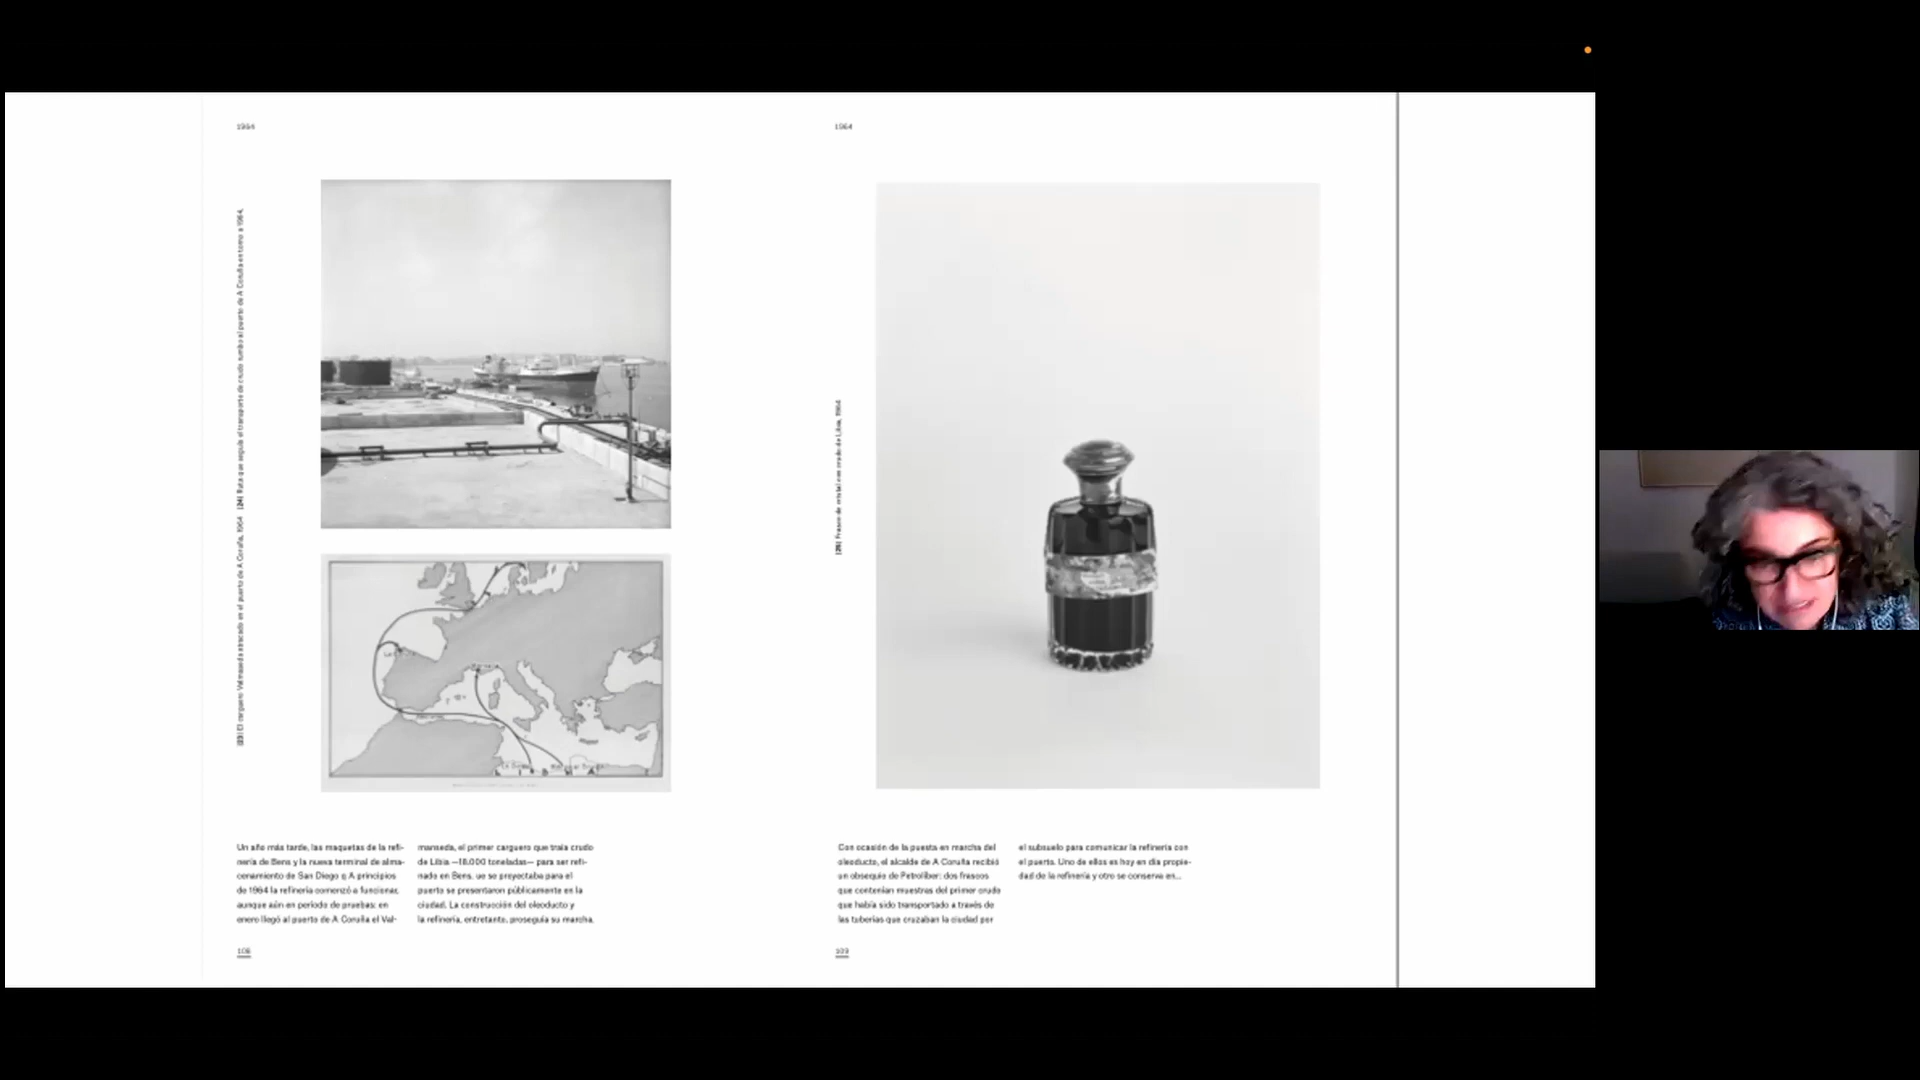 1964
[23] El carguero Valmaseda atracado en el puerto de A Coruña, 1964 [24] Ruta que seguía el transporte de crudo rumbo al puerto de A Coruña en torno a 1964.
Un año más tarde, las maquetas de la refi-
nería de Bens y la nueva terminal de alma-
cenamiento de San Diego q A principios
de 1964 la refinería comenzó a funcionar,
aunque aún en periodo de pruebas: en
enero llegó al puerto de A Coruña el Val-
manseda, el primer carguero que traía crudo
de Libia —18.000 toneladas— para ser refi-
nado en Bens. ue se proyectaba para el
puerto se presentaron públicamente en la
ciudad. La construcción del oleoducto y
la refinería, entretanto, proseguía su marcha.
108
1964
[25] Frasco de cristal con crudo de Libia, 1964
Con ocasión de la puesta en marcha del
oleoducto, el alcalde de A Coruña recibió
un obsequio de Petrolíber: dos frascos
que contenían muestras del primer crudo
que había sido transportado a través de
las tuberías que cruzaban la ciudad por
el subsuelo para comunicar la refinería con
el puerto. Uno de ellos es hoy en día propie-
dad de la refinería y otro se conserva en...
109